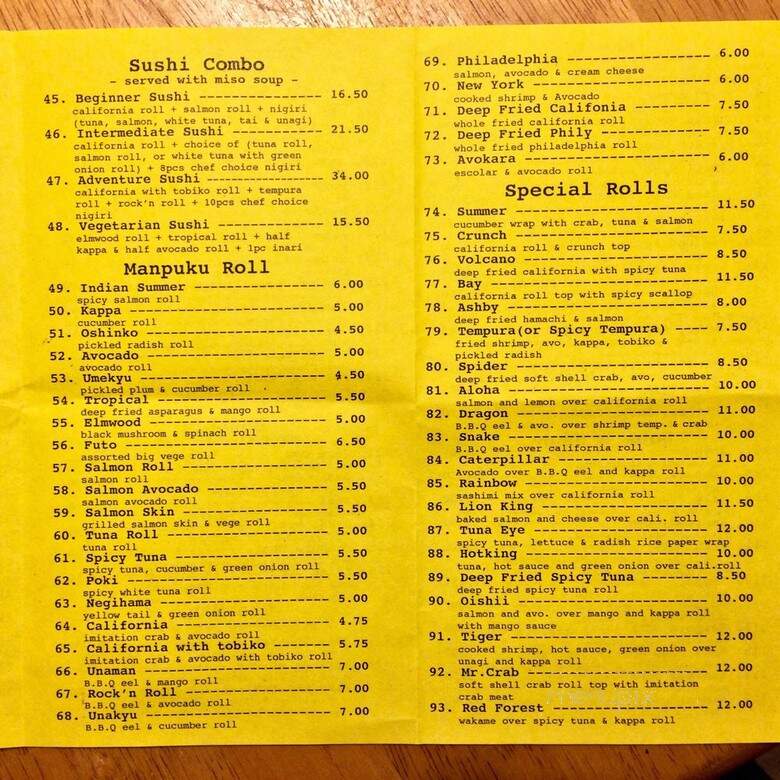 Sushi Combo
- served with miso soup -
45. Beginner Sushi ---------------- 16.50
california roll + salmon roll + nigiri
(tuna, salmon, white tuna, tai & unagi)
46. Intermediate Sushi ------------ 21.50
california roll + choice of (tuna roll,
salmon roll, or white tuna with green
onion roll) + 8pcs chef choice nigiri
47. Adventure Sushi --------------- 34.00
california with tobiko roll + tempura
roll + rock'n roll + 10pcs chef choice
nigiri
48. Vegetarian Sushi -------------- 15.50
elmwood roll + tropical roll + half
kappa & half avocado roll + 1pc inari
Manpuku Roll
49. Indian Summer ----------------- 6.00
spicy salmon roll
50. Kappa ------------------------- 5.00
cucumber roll
51. Oshinko ----------------------- 4.50
pickled radish roll
52. Avocado ----------------------- 5.00
avocado roll
53. Umekyu ------------------------ 4.50
pickled plum & cucumber roll
54. Tropical ---------------------- 5.50
deep fried asparagus & mango roll
55. Elmwood ----------------------- 5.00
black mushroom & spinach roll
56. Futo -------------------------- 6.50
assorted big vege roll
57. Salmon Roll ------------------- 5.00
salmon roll
58. Salmon Avocado ---------------- 5.50
salmon avocado roll
59. Salmon Skin ------------------- 5.50
grilled salmon skin & vege roll
60. Tuna Roll --------------------- 5.00
tuna roll
61. Spicy Tuna -------------------- 5.50
spicy tuna, cucumber & green onion roll
62. Poki -------------------------- 5.50
spicy white tuna roll
63. Negihama ---------------------- 5.00
yellow tail & green onion roll
64. California -------------------- 4.75
imitation crab & avocado roll
65. California with tobiko -------- 5.75
imitation crab & avocado with tobiko roll
66. Unaman ------------------------ 7.00
B.B.Q eel & mango roll
67. Rock'n Roll ------------------- 7.00
B.B.Q eel & avocado roll
68. Unakyu ------------------------ 7.00
B.B.Q eel & cucumber roll
69. Philadelphia ------------------ 6.00
salmon, avocado & cream cheese
70. New York ---------------------- 6.00
cooked shrimp & Avocado
71. Deep Fried Califonia ---------- 7.50
whole fried california roll
72. Deep Fried Phily -------------- 7.50
whole fried philadelphia roll
73. Avokara ----------------------- 6.00
escolar & avocado roll
Special Rolls
74. Summer ------------------------ 11.50
cucumber wrap with crab, tuna & salmon
75. Crunch ------------------------ 7.50
california roll & crunch top
76. Volcano ----------------------- 8.50
deep fried california with spicy tuna
77. Bay --------------------------- 11.50
california roll top with spicy scallop
78. Ashby ------------------------- 8.00
deep fried hamachi & salmon
79. Tempura(or Spicy Tempura) ---- 7.50
fried shrimp, avo, kappa, tobiko &
pickled radish
80. Spider ------------------------ 8.50
deep fried soft shell crab, avo, cucumber
81. Aloha ------------------------- 10.00
salmon and lemon over california roll
82. Dragon ------------------------ 11.00
B.B.Q eel & avo. over shrimp temp. & crab
83. Snake ------------------------- 10.00
B.B.Q eel over california roll
84. Caterpillar ------------------- 11.00
Avocado over B.B.Q eel and kappa roll
85. Rainbow ----------------------- 10.00
sashimi mix over california roll
86. Lion King --------------------- 11.50
baked salmon and cheese over cali. roll
87. Tuna Eye ---------------------- 12.00
spicy tuna, lettuce & radish rice paper wrap
88. Hotking ----------------------- 10.00
tuna, hot sauce and green onion over cali.roll
89. Deep Fried Spicy Tuna -------- 8.50
deep fried spicy tuna roll
90. Oishii ------------------------ 10.00
salmon and avo. over mango and kappa roll
with mango sauce
91. Tiger ------------------------- 12.00
cooked shrimp, hot sauce, green onion over
unagi and kappa roll
92. Mr.Crab ----------------------- 12.00
soft shell crab roll top with imitation
crab meat
93. Red Forest -------------------- 12.00
wakame over spicy tuna & kappa roll